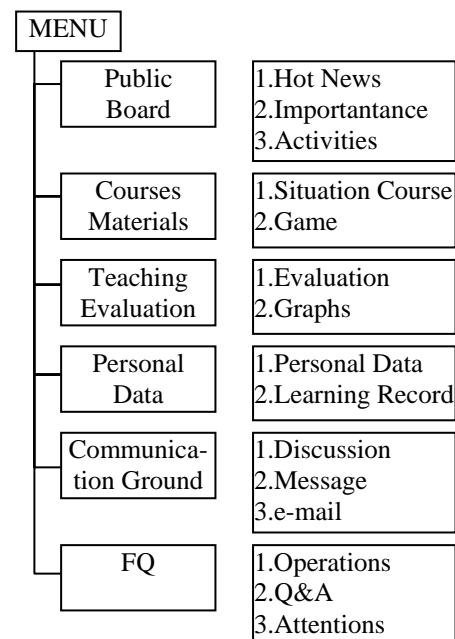 MENU
Public
Board
1.Hot News
2.Importantance
3.Activities
Courses
Materials
1.Situation Course
2.Game
Teaching
Evaluation
1.Evaluation
2.Graphs
Personal
Data
1.Personal Data
2.Learning Record
Communica-
tion Ground
1.Discussion
2.Message
3.e-mail
FQ
1.Operations
2.Q&A
3.Attentions